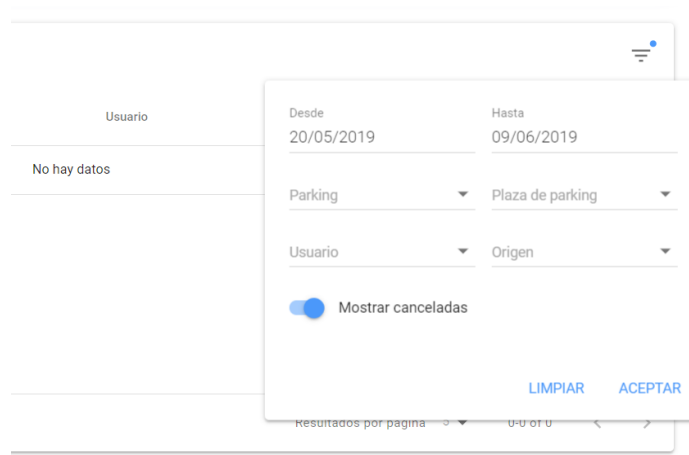 Usuario
No hay datos
Desde
Hasta
20/05/2019
09/06/2019
Parking
Plaza de parking
Usuario
Origen
Mostrar canceladas
LIMPIAR
ACEPTAR
Resultados por página 5 0-0 of 0